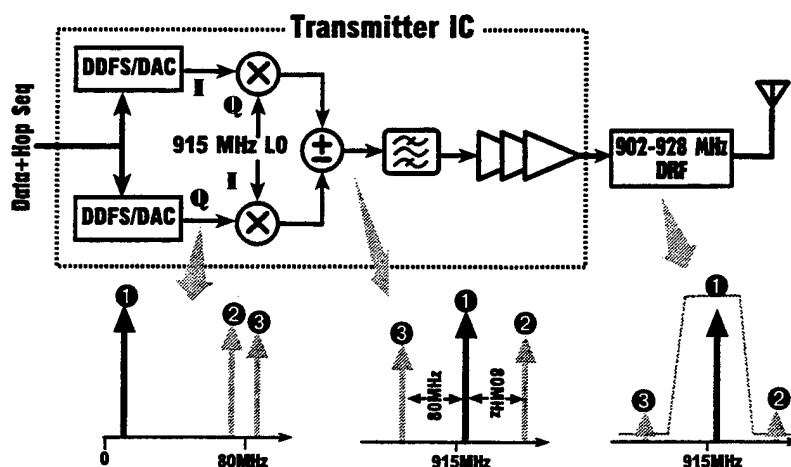 Transmitter IC
DDFS/DAC
I
Q
Data+Hop Seq
915 MHz LO
+
−
902-928 MHz
DRF
I
DDFS/DAC
Q
1
2
3
0
80MHz
3
1
2
80MHz
80MHz
915MHz
1
3
2
915MHz